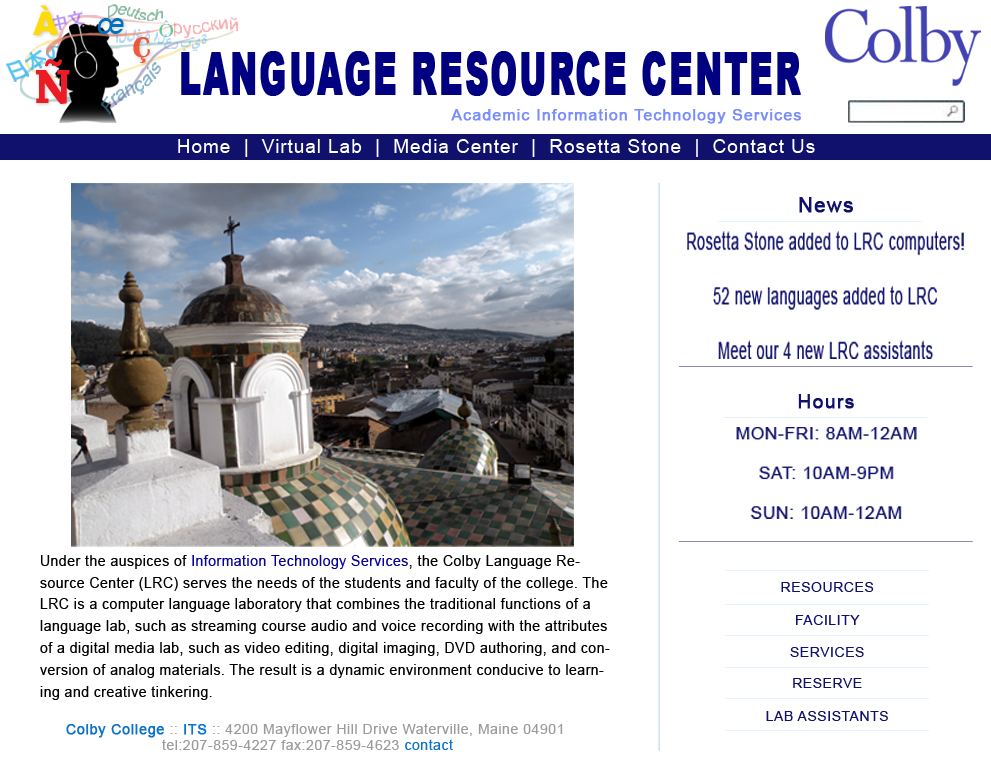 À
中文
Deutsch
œ
Ô
русский
Ç
日本
Ñ
français
Colby
LANGUAGE RESOURCE CENTER
Academic Information Technology Services
Home | Virtual Lab | Media Center | Rosetta Stone | Contact Us
News
Rosetta Stone added to LRC computers!
52 new languages added to LRC
Meet our 4 new LRC assistants
Hours
MON-FRI: 8AM-12AM
SAT: 10AM-9PM
SUN: 10AM-12AM
RESOURCES
FACILITY
SERVICES
RESERVE
LAB ASSISTANTS
Under the auspices of Information Technology Services, the Colby Language Re-
source Center (LRC) serves the needs of the students and faculty of the college. The
LRC is a computer language laboratory that combines the traditional functions of a
language lab, such as streaming course audio and voice recording with the attributes
of a digital media lab, such as video editing, digital imaging, DVD authoring, and con-
version of analog materials. The result is a dynamic environment conducive to learn-
ing and creative tinkering.
Colby College :: ITS :: 4200 Mayflower Hill Drive Waterville, Maine 04901
tel:207-859-4227 fax:207-859-4623 contact